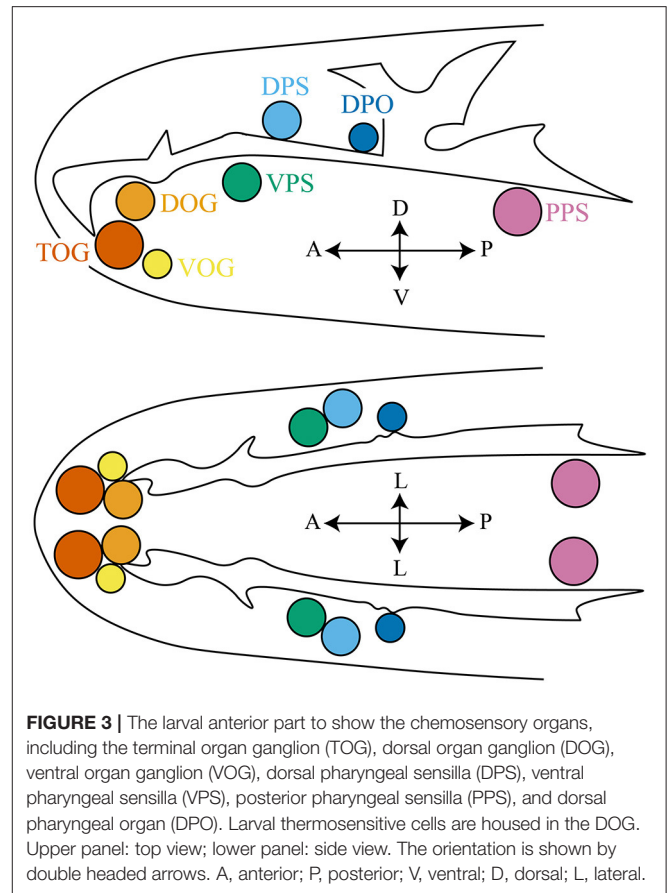 DPS
DPO
VPS
DOG
D
PPS
TOG
A
P
VOG
V
L
A
P
L
FIGURE 3 | The larval anterior part to show the chemosensory organs,
including the terminal organ ganglion (TOG), dorsal organ ganglion (DOG),
ventral organ ganglion (VOG), dorsal pharyngeal sensilla (DPS), ventral
pharyngeal sensilla (VPS), posterior pharyngeal sensilla (PPS), and dorsal
pharyngeal organ (DPO). Larval thermosensitive cells are housed in the DOG.
Upper panel: top view; lower panel: side view. The orientation is shown by
double headed arrows. A, anterior; P, posterior; V, ventral; D, dorsal; L, lateral.